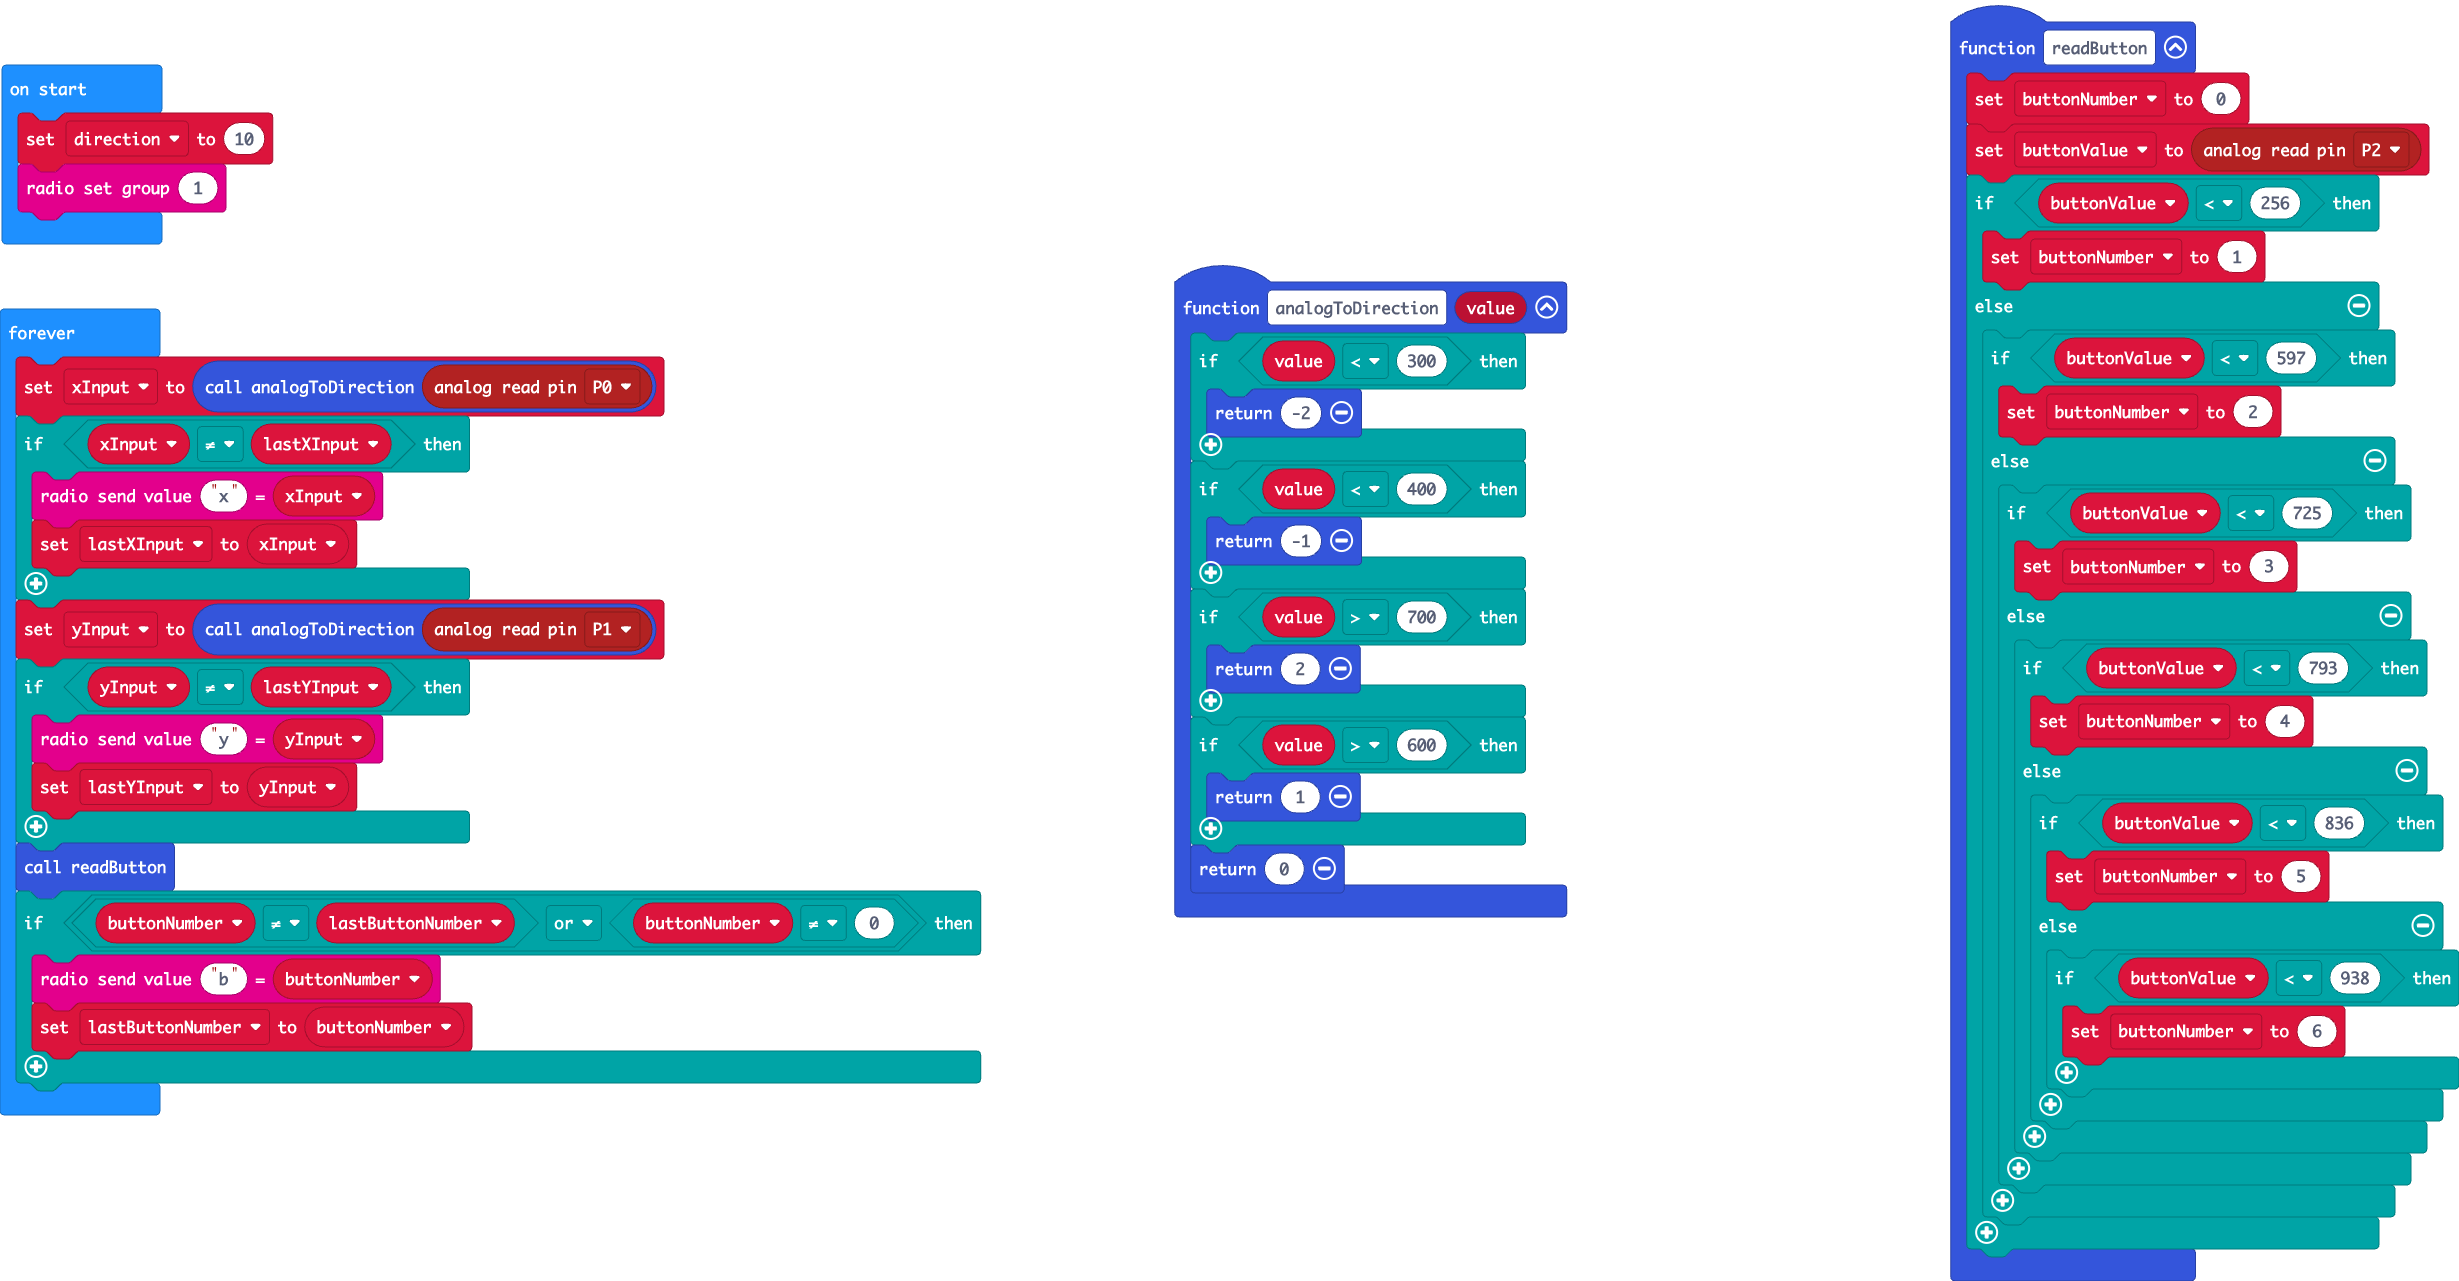 on start
set direction to 10
radio set group 1
forever
set xInput to call analogToDirection analog read pin P0
if xInput ≠ lastXInput then
radio send value "x" = xInput
set lastXInput to xInput
set yInput to call analogToDirection analog read pin P1
if yInput ≠ lastYInput then
radio send value "y" = yInput
set lastYInput to yInput
call readButton
if buttonNumber ≠ lastButtonNumber or buttonNumber ≠ 0 then
radio send value "b" = buttonNumber
set lastButtonNumber to buttonNumber
function analogToDirection value
if value < 300 then
return -2
if value < 400 then
return -1
if value > 700 then
return 2
if value > 600 then
return 1
return 0
function readButton
set buttonNumber to 0
set buttonValue to analog read pin P2
if buttonValue < 256 then
set buttonNumber to 1
else
if buttonValue < 597 then
set buttonNumber to 2
else
if buttonValue < 725 then
set buttonNumber to 3
else
if buttonValue < 793 then
set buttonNumber to 4
else
if buttonValue < 836 then
set buttonNumber to 5
else
if buttonValue < 938 then
set buttonNumber to 6